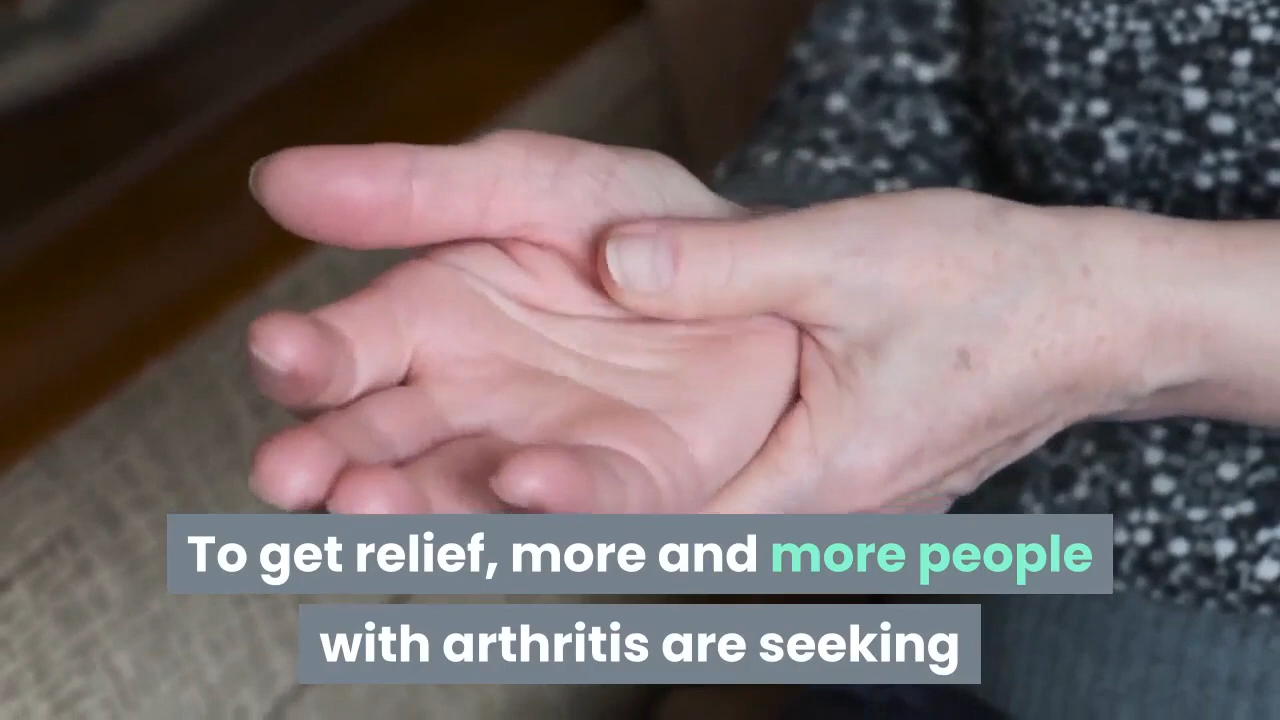 To get relief, more and more people
with arthritis are seeking